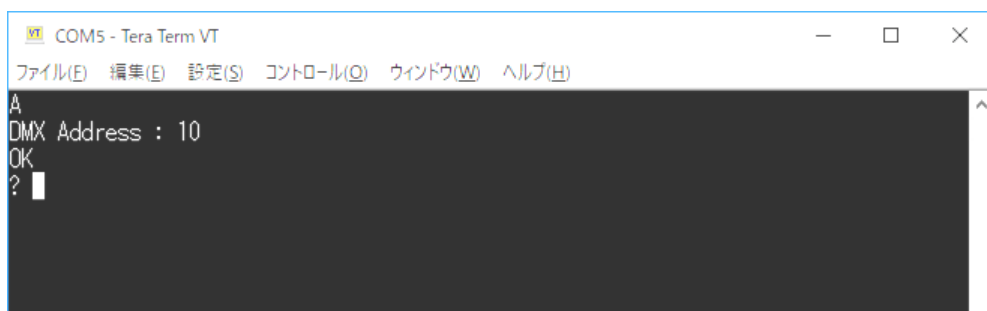 VT COM5 - Tera Term VT
ファイル(F) 編集(E) 設定(S) コントロール(O) ウィンドウ(W) ヘルプ(H)
A
DMX Address : 10
OK
?